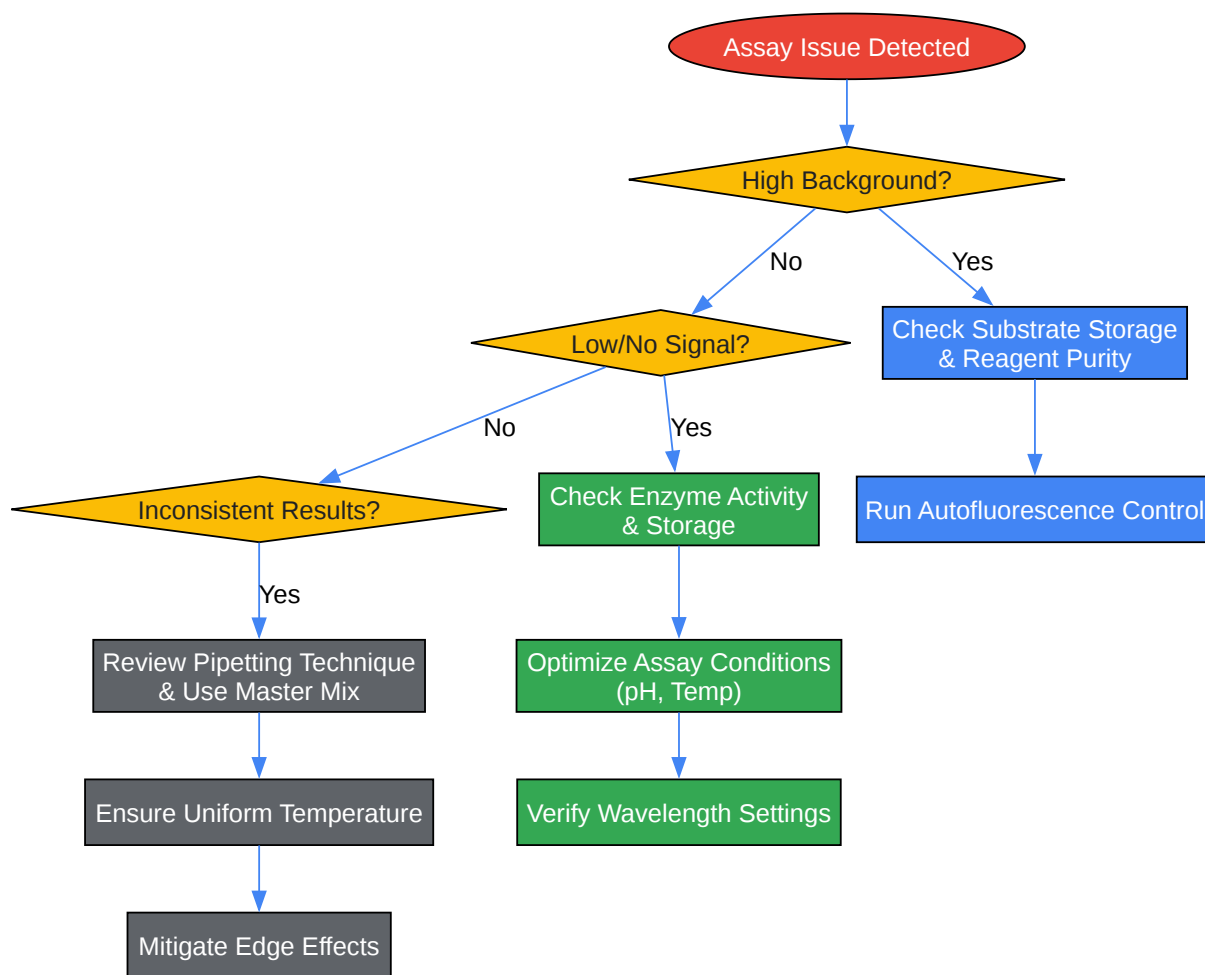 Assay Issue Detected
High Background?
No
Yes
Low/No Signal?
Check Substrate Storage
& Reagent Purity
No
Yes
Inconsistent Results?
Check Enzyme Activity
& Storage
Run Autofluorescence Control
Yes
Review Pipetting Technique
& Use Master Mix
Optimize Assay Conditions
(pH, Temp)
Ensure Uniform Temperature
Verify Wavelength Settings
Mitigate Edge Effects